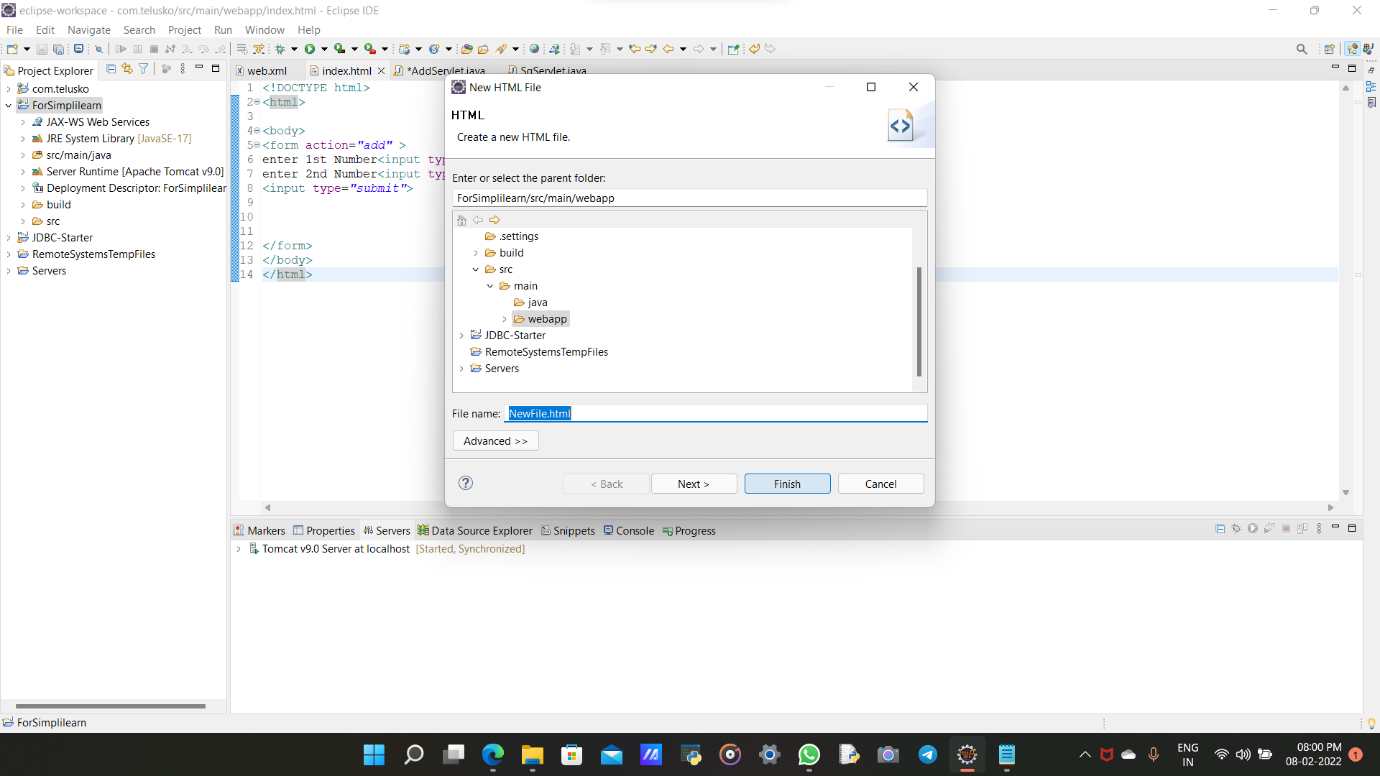 eclipse-workspace - com.telusko/src/main/webapp/index.html - Eclipse IDE
File Edit Navigate Search Project Run Window Help
Project Explorer
com.telusko
ForSimplilearn
JAX-WS Web Services
JRE System Library [JavaSE-17]
src/main/java
Server Runtime [Apache Tomcat v9.0]
Deployment Descriptor: ForSimplilear
build
src
JDBC-Starter
RemoteSystemsTempFiles
Servers
web.xml index.html *AddServlet.java SqServlet.java
1 <!DOCTYPE html>
2 <html>
3
4 <body>
5 <form action="add" >
6 enter 1st Number<input typ
7 enter 2nd Number<input typ
8 <input type="submit">
9
10
11
12 </form>
13 </body>
14 </html>
New HTML File
HTML
Create a new HTML file.
Enter or select the parent folder:
ForSimplilearn/src/main/webapp
.settings
build
src
main
java
webapp
JDBC-Starter
RemoteSystemsTempFiles
Servers
File name: NewFile.html
Advanced >>
? < Back Next > Finish Cancel
Markers Properties Servers Data Source Explorer Snippets Console Progress
Tomcat v9.0 Server at localhost [Started, Synchronized]
ForSimplilearn
ENG
IN
08:00 PM
08-02-2022
1